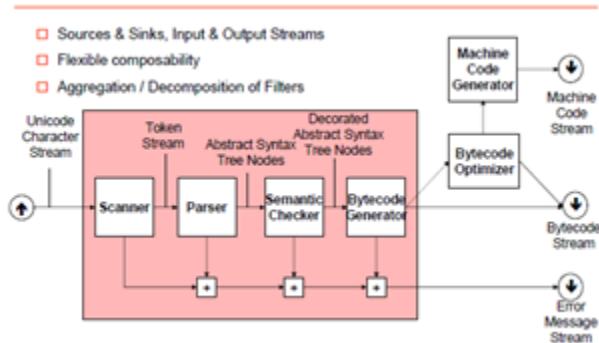 Sources & Sinks, Input & Output Streams
Flexible composability
Aggregation / Decomposition of Filters
Machine
Code
Generator
Machine
Code
Stream
Unicode
Character
Stream
Token
Stream
Abstract Syntax
Tree Nodes
Decorated
Abstract Syntax
Tree Nodes
Bytecode
Optimizer
Scanner
Parser
Semantic
Checker
Bytecode
Generator
Bytecode
Stream
+
+
+
Error
Message
Stream